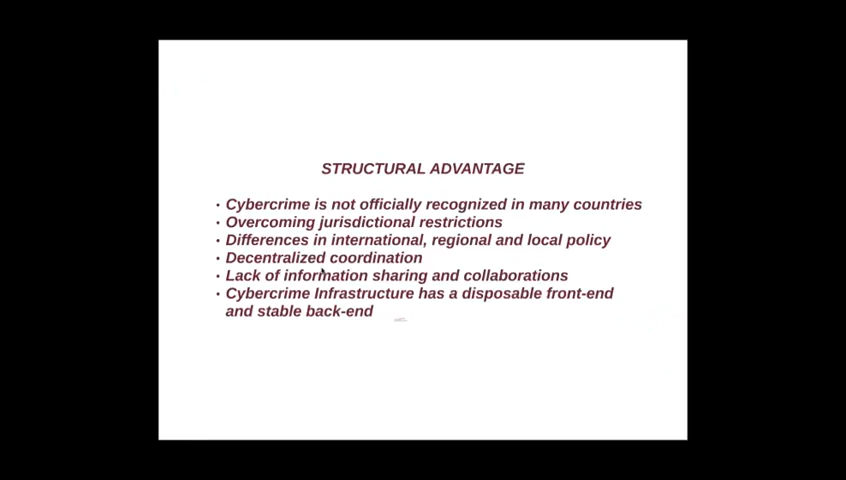 STRUCTURAL ADVANTAGE
• Cybercrime is not officially recognized in many countries
• Overcoming jurisdictional restrictions
• Differences in international, regional and local policy
• Decentralized coordination
• Lack of information sharing and collaborations
• Cybercrime Infrastructure has a disposable front-end
and stable back-end